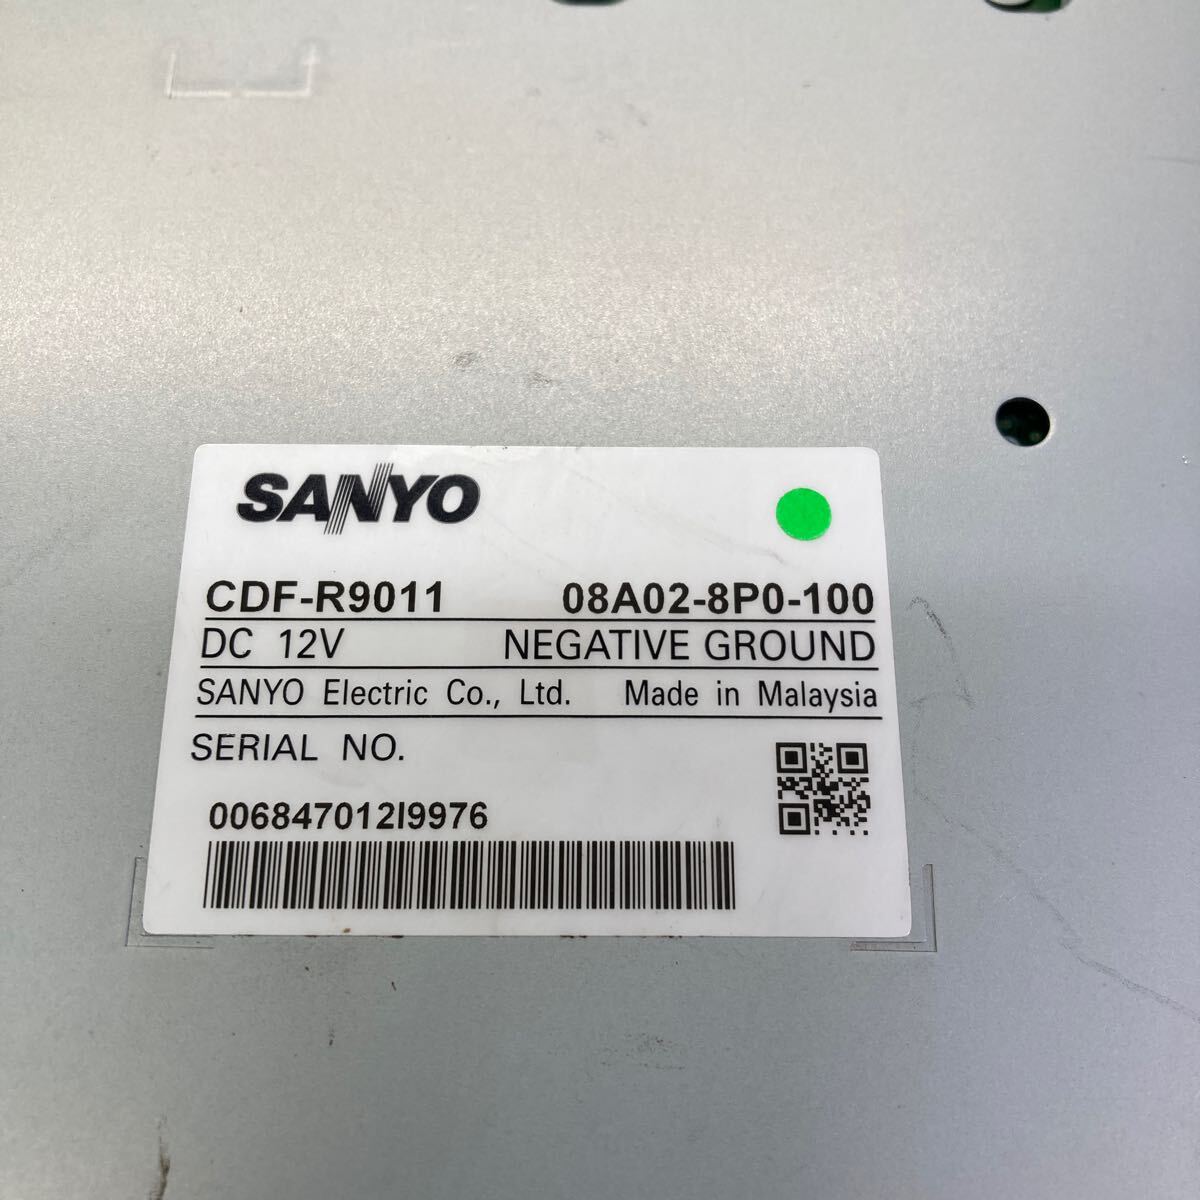 SANYO
CDF-R9011 08A02-8P0-100
DC 12V NEGATIVE GROUND
SANYO Electric Co., Ltd. Made in Malaysia
SERIAL NO.
006847012I9976